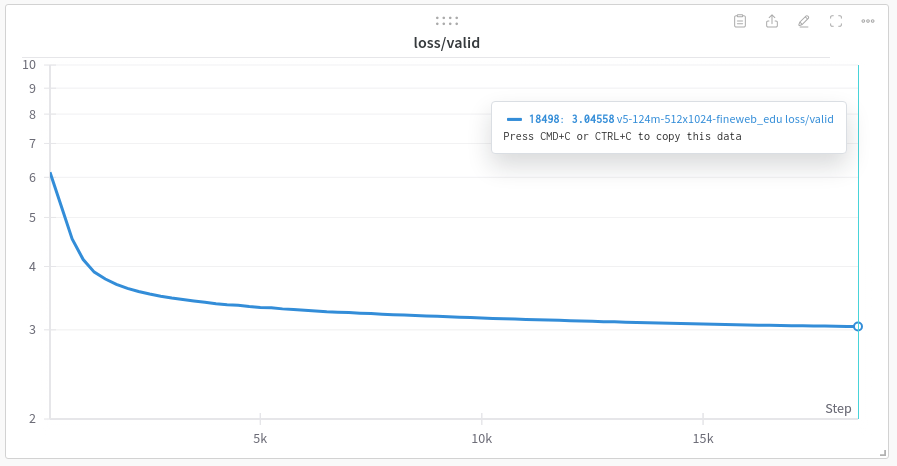 loss/valid
10
9
8
18498: 3.04558 v5-124m-512x1024-fineweb_edu loss/valid
Press CMD+C or CTRL+C to copy this data
7
6
5
4
3
Step
2
5k 10k 15k